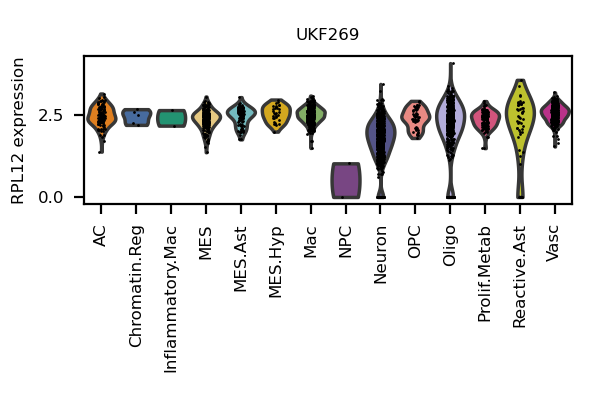 UKF269
RPL12 expression
2.5
0.0
AC
Chromatin.Reg
Inflammatory.Mac
MES
MES.Ast
MES.Hyp
Mac
NPC
Neuron
OPC
Oligo
Prolif.Metab
Reactive.Ast
Vasc